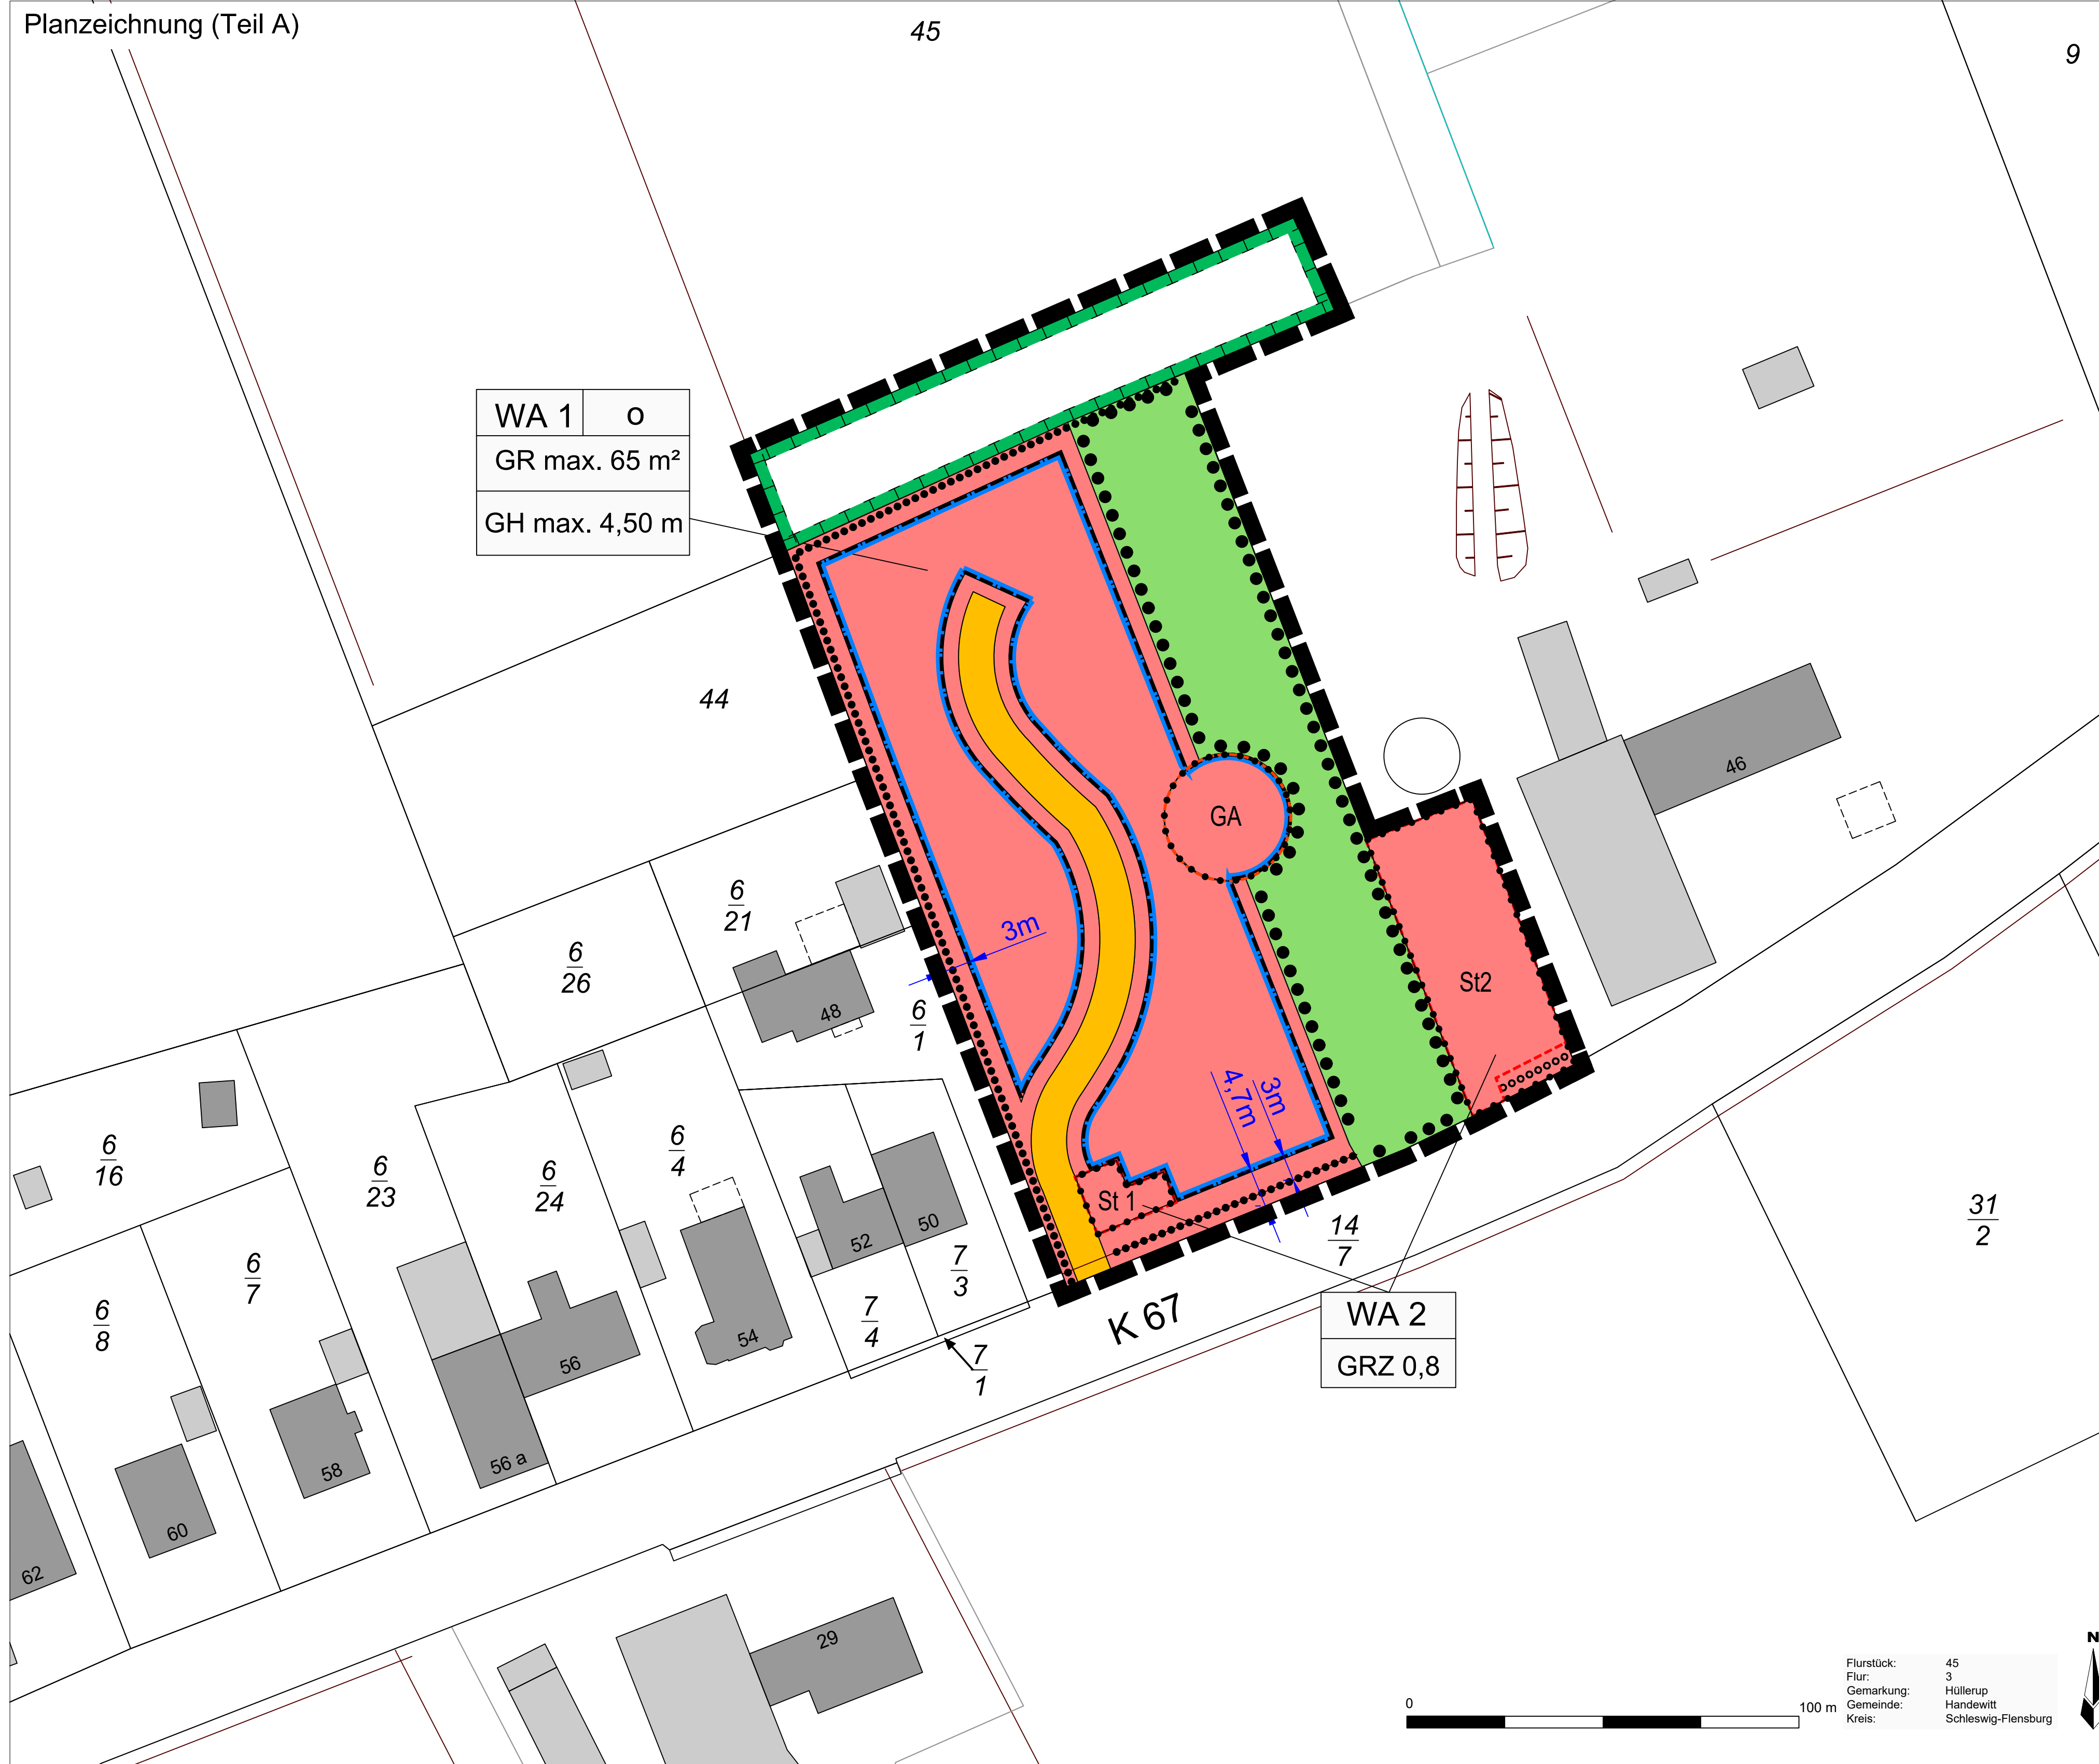 Planzeichnung (Teil A)
45
9
WA 1 o
GR max. 65 m²
GH max. 4,50 m
44
46
GA
6
21
6
26
3m
48
6
1
St2
6
16
6
23
6
24
6
4
4,7m
3m
52
50
St 1
14
7
31
2
6
8
6
7
7
3
7
4
54
K 67
WA 2
GRZ 0,8
7
1
56
56 a
58
60
62
29
0
100 m
Flurstück: 45
Flur: 3
Gemarkung: Hüllerup
Gemeinde: Handewitt
Kreis: Schleswig-Flensburg
N